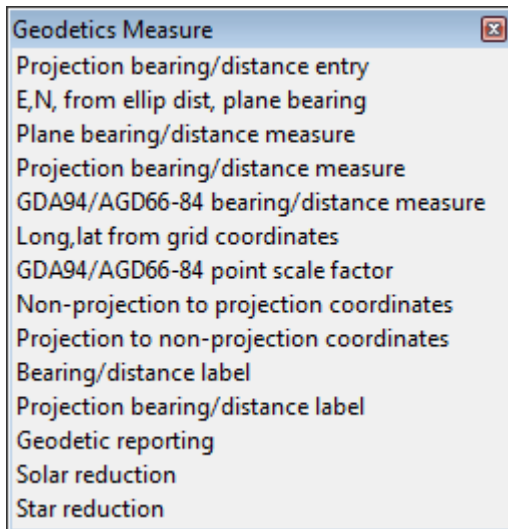 Geodetics Measure
Projection bearing/distance entry
E,N, from ellip dist, plane bearing
Plane bearing/distance measure
Projection bearing/distance measure
GDA94/AGD66-84 bearing/distance measure
Long,lat from grid coordinates
GDA94/AGD66-84 point scale factor
Non-projection to projection coordinates
Projection to non-projection coordinates
Bearing/distance label
Projection bearing/distance label
Geodetic reporting
Solar reduction
Star reduction